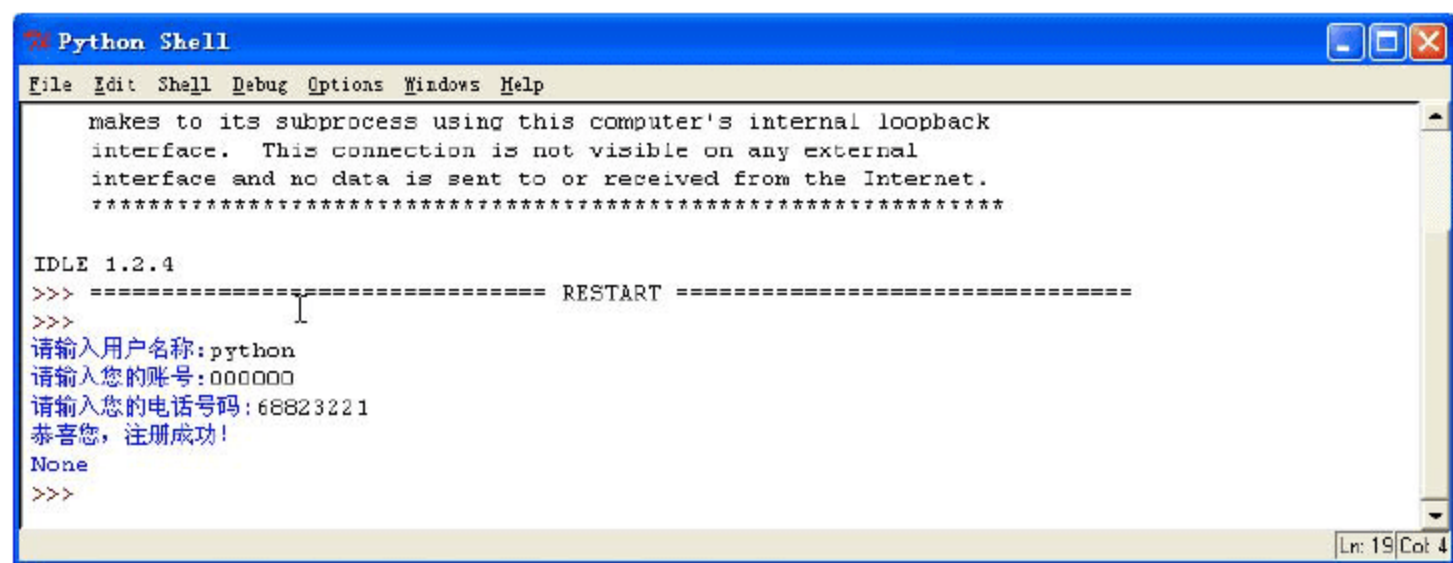 Python Shell
File Edit Shell Debug Options Windows Help
makes to its subprocess using this computer's internal loopback
interface.  This connection is not visible on any external
interface and no data is sent to or received from the Internet.
****************************************************************
IDLE 1.2.4
>>> ================================ RESTART ================================
>>>
请输入用户名称:python
请输入您的账号:000000
请输入您的电话号码:68823221
恭喜您，注册成功!
None
>>>
Ln: 19 Col: 4